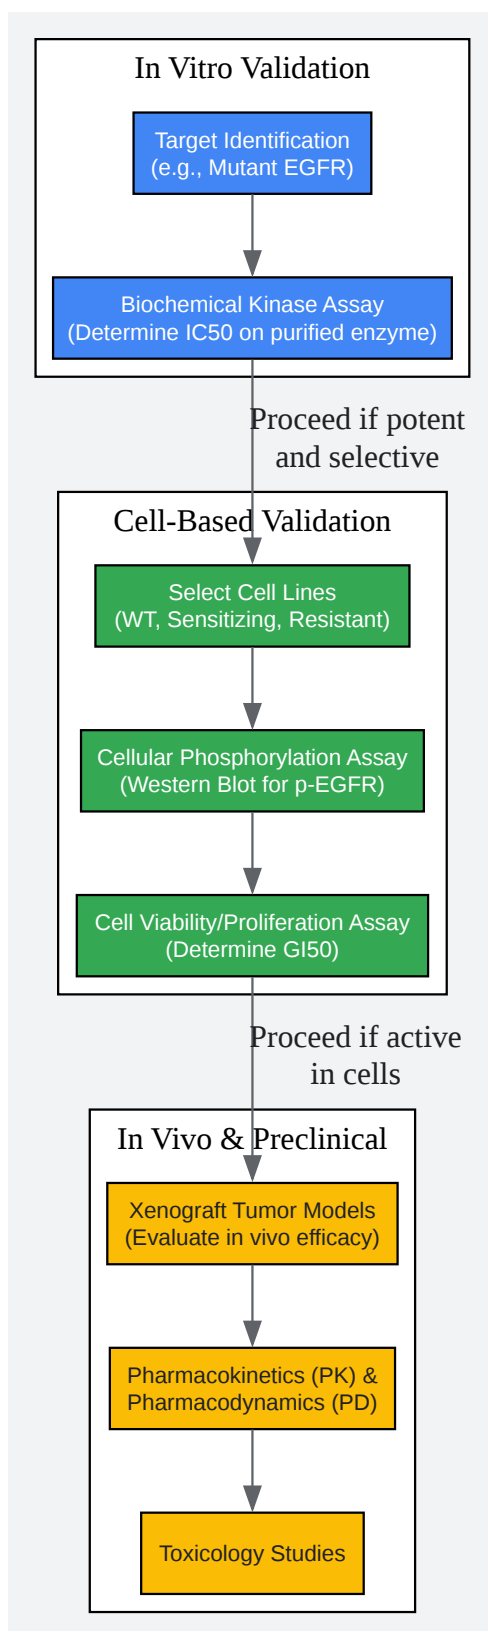 In Vitro Validation
Target Identification
(e.g., Mutant EGFR)
Biochemical Kinase Assay
(Determine IC50 on purified enzyme)
Proceed if potent
and selective
Cell-Based Validation
Select Cell Lines
(WT, Sensitizing, Resistant)
Cellular Phosphorylation Assay
(Western Blot for p-EGFR)
Cell Viability/Proliferation Assay
(Determine GI50)
Proceed if active
in cells
In Vivo & Preclinical
Xenograft Tumor Models
(Evaluate in vivo efficacy)
Pharmacokinetics (PK) &
Pharmacodynamics (PD)
Toxicology Studies